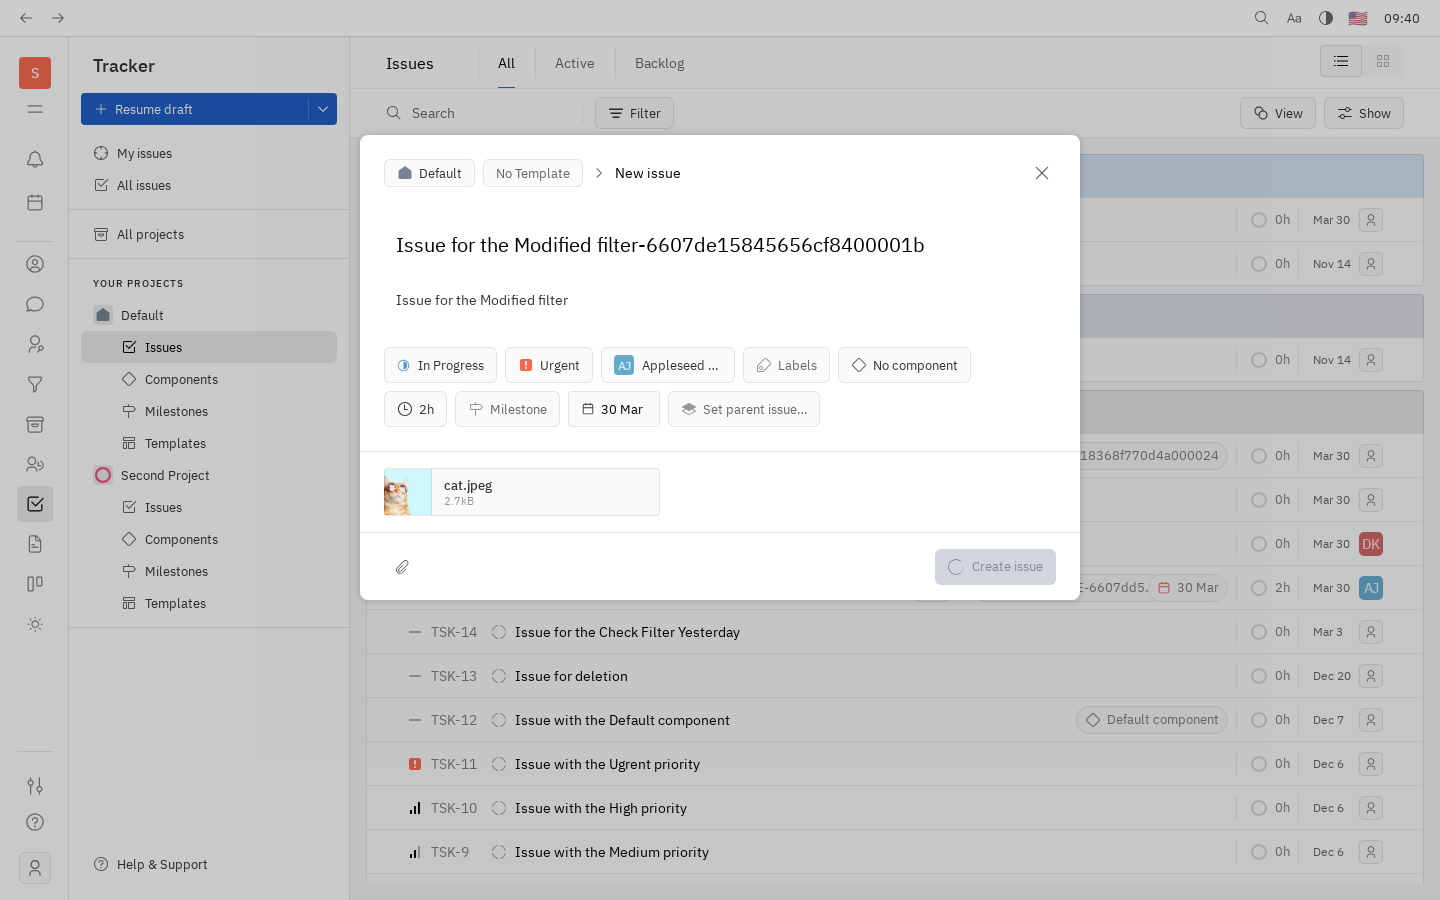 Aa
09:40
S
Tracker
Resume draft
My issues
All issues
All projects
YOUR PROJECTS
Default
Issues
Components
Milestones
Templates
Second Project
Issues
Components
Milestones
Templates
Help & Support
Issues
All
Active
Backlog
Search
Filter
View
Show
Default
No Template
New issue
Issue for the Modified filter-6607de15845656cf8400001b
Issue for the Modified filter
In Progress
Urgent
AJ Appleseed ...
Labels
No component
2h
Milestone
30 Mar
Set parent issue...
cat.jpeg
2.7kB
Create issue
0h Mar 30
0h Nov 14
0h Nov 14
18368f770d4a000024 0h Mar 30
0h Mar 30
0h Mar 30 DK
E-6607dd5. 30 Mar 2h Mar 30 AJ
TSK-14 Issue for the Check Filter Yesterday 0h Mar 3
TSK-13 Issue for deletion 0h Dec 20
TSK-12 Issue with the Default component Default component 0h Dec 7
TSK-11 Issue with the Ugrent priority 0h Dec 6
TSK-10 Issue with the High priority 0h Dec 6
TSK-9 Issue with the Medium priority 0h Dec 6